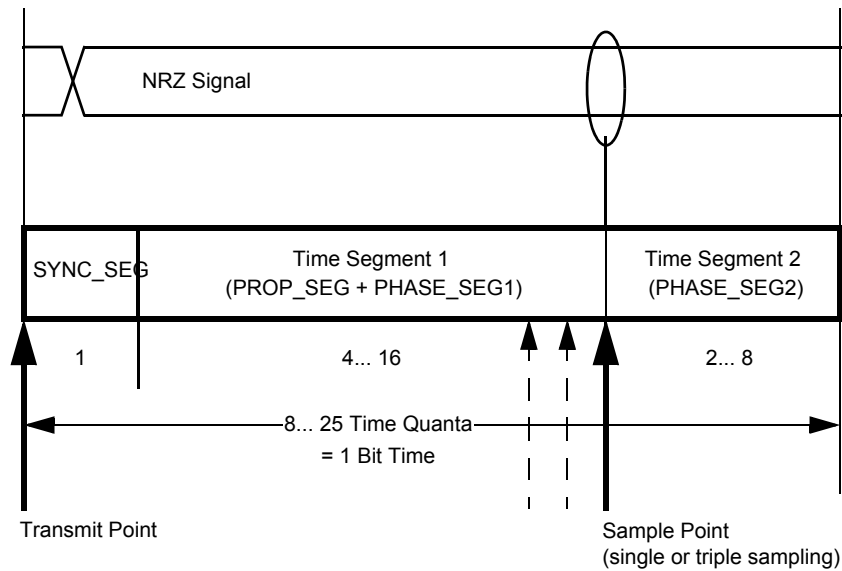 NRZ Signal
SYNC_SEG
Time Segment 1
(PROP_SEG + PHASE_SEG1)
Time Segment 2
(PHASE_SEG2)
1
4... 16
2... 8
8... 25 Time Quanta
= 1 Bit Time
Transmit Point
Sample Point
(single or triple sampling)